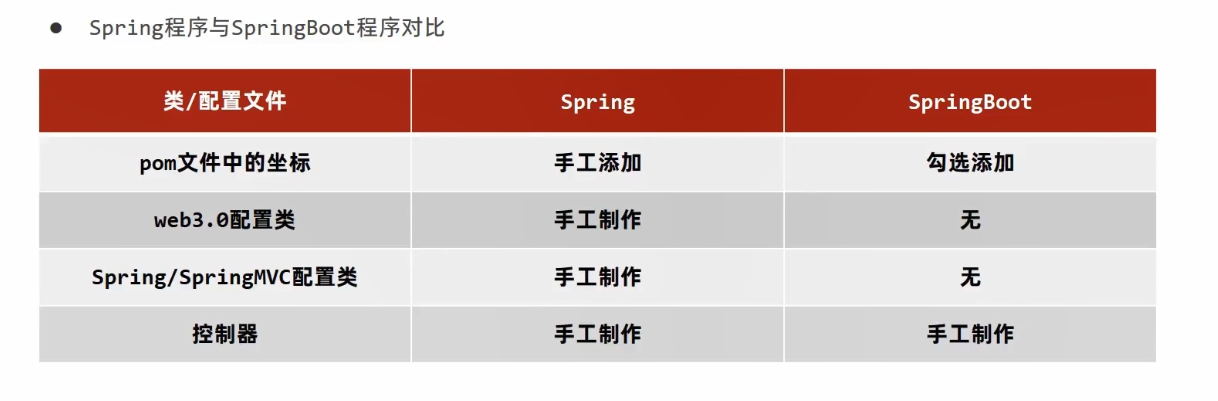 ● Spring程序与SpringBoot程序对比
类/配置文件 Spring SpringBoot
pom文件中的坐标 手工添加 勾选添加
web3.0配置类 手工制作 无
Spring/SpringMVC配置类 手工制作 无
控制器 手工制作 手工制作